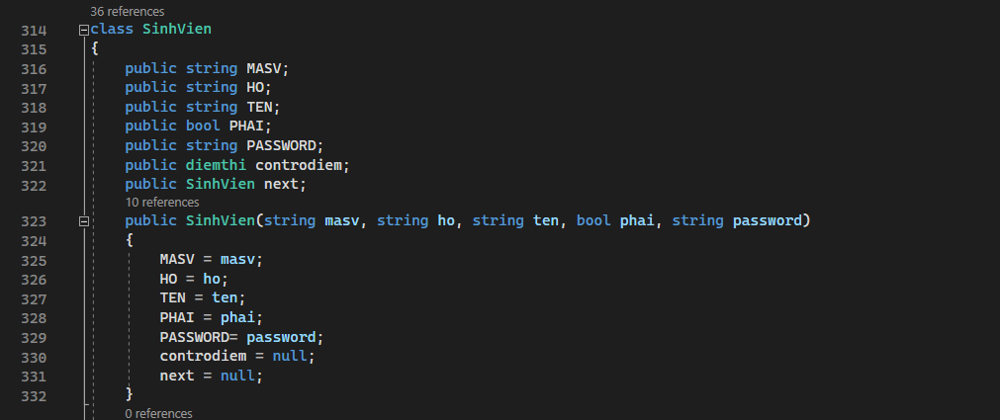 36 references
314 class SinhVien
315 {
316 public string MASV;
317 public string HO;
318 public string TEN;
319 public bool PHAI;
320 public string PASSWORD;
321 public diemthi controdiem;
322 public SinhVien next;
10 references
323 public SinhVien(string masv, string ho, string ten, bool phai, string password)
324 {
325 MASV = masv;
326 HO = ho;
327 TEN = ten;
328 PHAI = phai;
329 PASSWORD= password;
330 controdiem = null;
331 next = null;
332 }
0 references